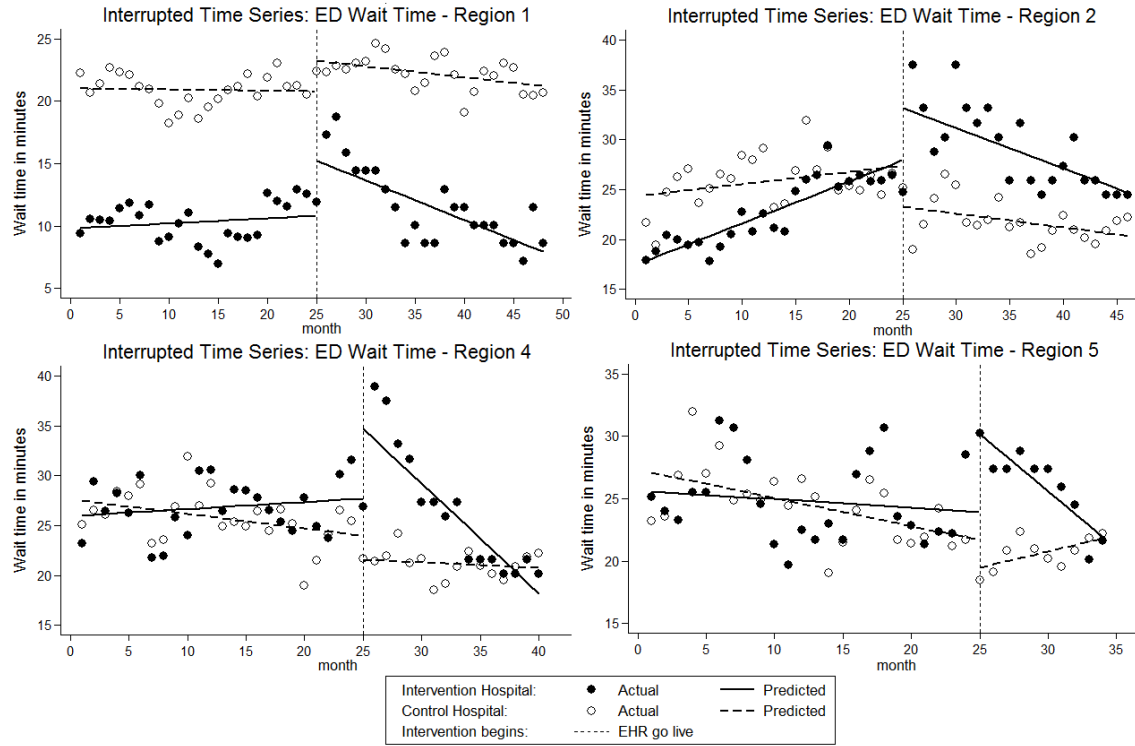 Interrupted Time Series: ED Wait Time - Region 1
Wait time in minutes
25
20
15
10
5
0 5 10 15 20 25 30 35 40 45 50
month
Interrupted Time Series: ED Wait Time - Region 2
Wait time in minutes
40
35
30
25
20
15
0 5 10 15 20 25 30 35 40 45
month
Interrupted Time Series: ED Wait Time - Region 4
Wait time in minutes
40
35
30
25
20
15
0 5 10 15 20 25 30 35 40
month
Interrupted Time Series: ED Wait Time - Region 5
Wait time in minutes
35
30
25
20
15
0 5 10 15 20 25 30 35
month
Intervention Hospital: Actual Predicted
Control Hospital: Actual Predicted
Intervention begins: EHR go live